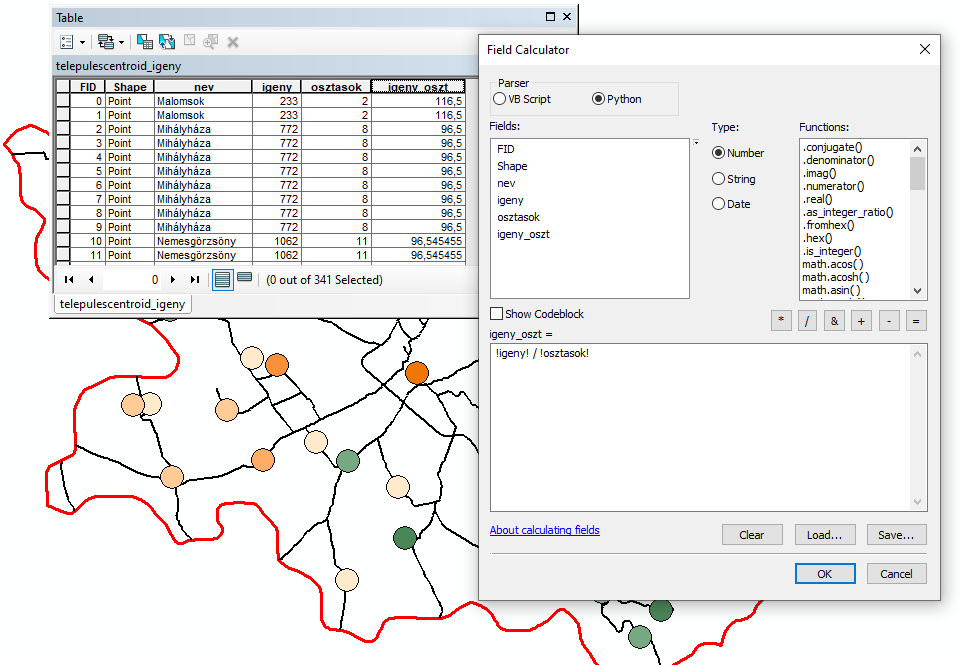 Table
telepulescentroid_igeny
FID Shape nev igeny osztasok igeny_oszt
0 Point Malomsok 233 2 116,5
1 Point Malomsok 233 2 116,5
2 Point Mihályháza 772 8 96,5
3 Point Mihályháza 772 8 96,5
4 Point Mihályháza 772 8 96,5
5 Point Mihályháza 772 8 96,5
6 Point Mihályháza 772 8 96,5
7 Point Mihályháza 772 8 96,5
8 Point Mihályháza 772 8 96,5
9 Point Mihályháza 772 8 96,5
10 Point Nemesgörzsöny 1062 11 96,545455
11 Point Nemesgörzsöny 1062 11 96,545455
0 (0 out of 341 Selected)
telepulescentroid_igeny
Field Calculator
Parser
VB Script Python
Fields: Type: Functions:
FID
Shape
nev
igeny
osztasok
igeny_oszt
Number
String
Date
.conjugate()
.denominator()
.imag()
.numerator()
.real()
.as_integer_ratio()
.fromhex()
.hex()
.is_integer()
math.acos( )
math.acosh( )
math.asin( )
Show Codeblock
* / & + - =
igeny_oszt =
!igeny! / !osztasok!
About calculating fields
Clear Load... Save...
OK Cancel